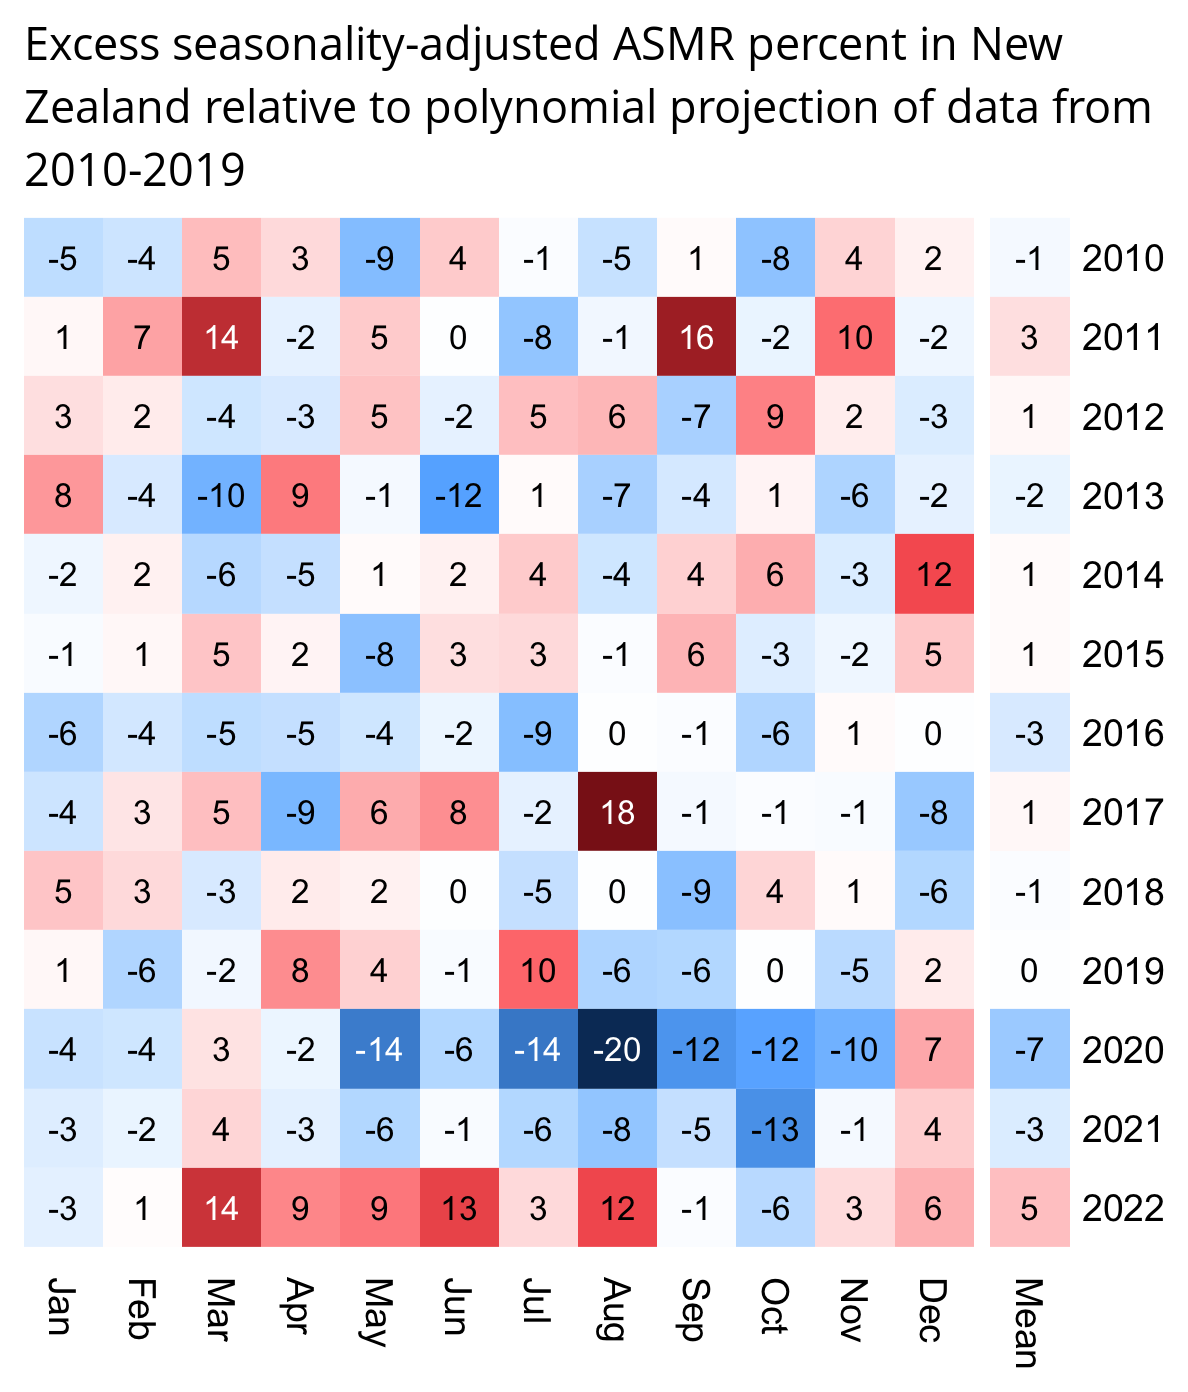 Excess seasonality-adjusted ASMR percent in New
Zealand relative to polynomial projection of data from
2010-2019
-5 -4 5 3 -9 4 -1 -5 1 -8 4 2 -1 2010
1 7 14 -2 5 0 -8 -1 16 -2 10 -2 3 2011
3 2 -4 -3 5 -2 5 6 -7 9 2 -3 1 2012
8 -4 -10 9 -1 -12 1 -7 -4 1 -6 -2 -2 2013
-2 2 -6 -5 1 2 4 -4 4 6 -3 12 1 2014
-1 1 5 2 -8 3 3 -1 6 -3 -2 5 1 2015
-6 -4 -5 -5 -4 -2 -9 0 -1 -6 1 0 -3 2016
-4 3 5 -9 6 8 -2 18 -1 -1 -1 -8 1 2017
5 3 -3 2 2 0 -5 0 -9 4 1 -6 -1 2018
1 -6 -2 8 4 -1 10 -6 -6 0 -5 2 0 2019
-4 -4 3 -2 -14 -6 -14 -20 -12 -12 -10 7 -7 2020
-3 -2 4 -3 -6 -1 -6 -8 -5 -13 -1 4 -3 2021
-3 1 14 9 9 13 3 12 -1 -6 3 6 5 2022
Jan Feb Mar Apr May Jun Jul Aug Sep Oct Nov Dec Mean